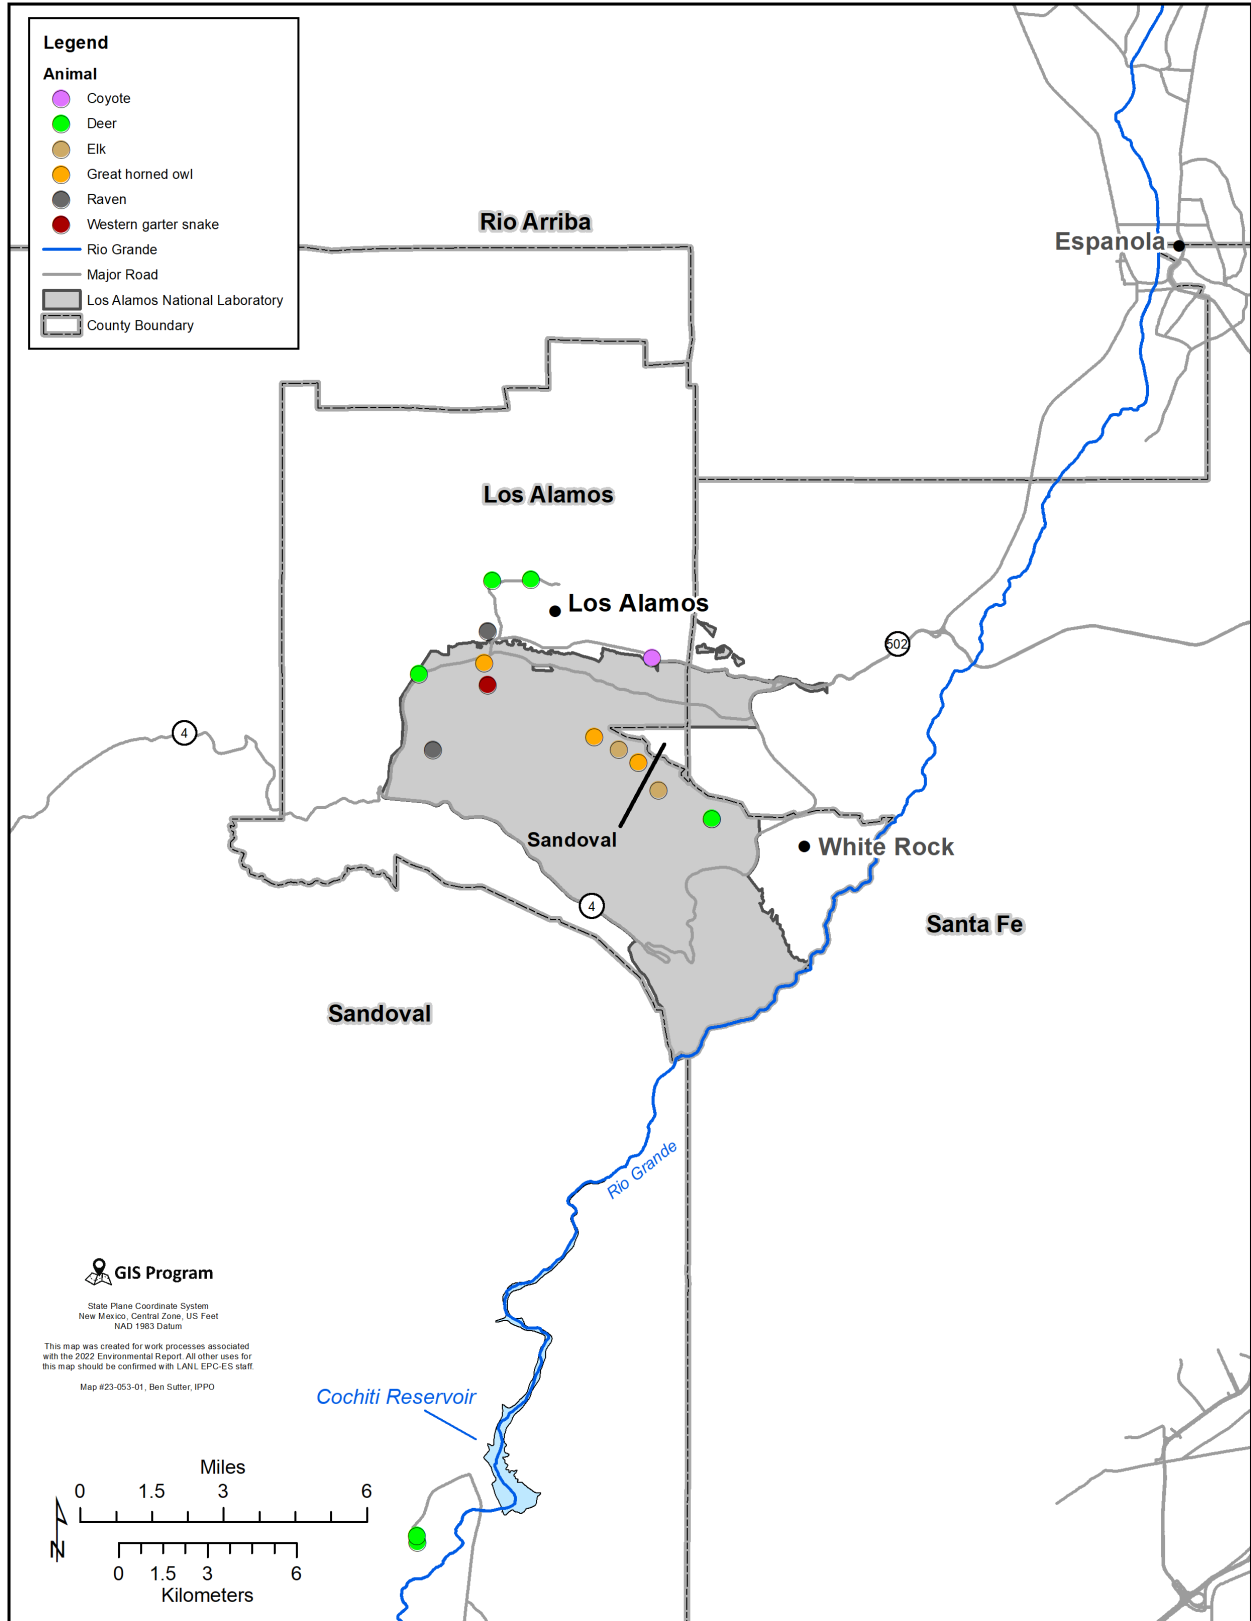 Legend
Animal
Coyote
Deer
Elk
Great horned owl
Raven
Western garter snake
Rio Grande
Major Road
Los Alamos National Laboratory
County Boundary
Rio Arriba
Espanola
Los Alamos
Los Alamos
502
4
Sandoval
White Rock
4
Santa Fe
Sandoval
Rio Grande
GIS Program
State Plane Coordinate System
New Mexico, Central Zone, US Feet
NAD 1983 Datum
This map was created for work processes associated
with the 2022 Environmental Report. All other uses for
this map should be confirmed with LANL EPC-ES staff.
Map #23-053-01, Ben Sutter, IPPO
Cochiti Reservoir
Miles
0 1.5 3 6
N
0 1.5 3 6
Kilometers